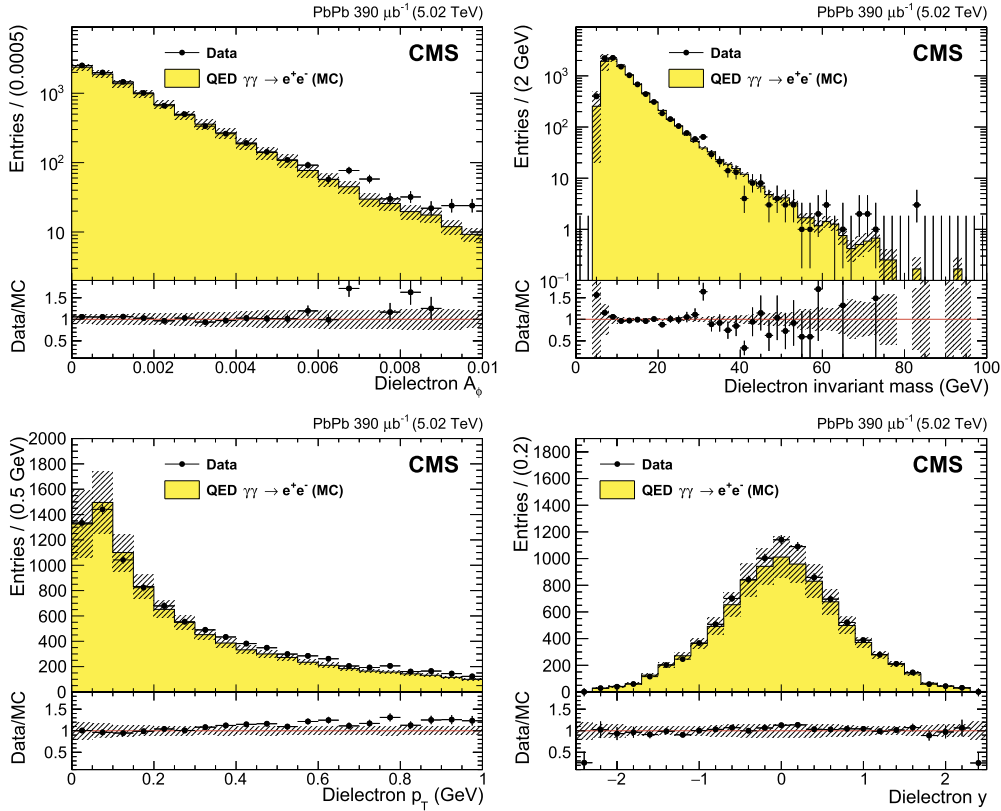 PbPb 390 μb⁻¹ (5.02 TeV)
Entries / (0.0005)
10³
10²
10
Data
QED γγ → e⁺e⁻ (MC)
CMS
Data/MC
1.5
1
0.5
0 0.002 0.004 0.006 0.008 0.01
Dielectron A_ϕ
PbPb 390 μb⁻¹ (5.02 TeV)
Entries / (2 GeV)
10³
10²
10
1
10⁻¹
Data
QED γγ → e⁺e⁻ (MC)
CMS
Data/MC
1.5
1
0.5
0 20 40 60 80 100
Dielectron invariant mass (GeV)
PbPb 390 μb⁻¹ (5.02 TeV)
Entries / (0.5 GeV)
2000
1800
1600
1400
1200
1000
800
600
400
200
0
Data
QED γγ → e⁺e⁻ (MC)
CMS
Data/MC
1.5
1
0.5
0 0.2 0.4 0.6 0.8 1
Dielectron p_T (GeV)
PbPb 390 μb⁻¹ (5.02 TeV)
Entries / (0.2)
1800
1600
1400
1200
1000
800
600
400
200
0
Data
QED γγ → e⁺e⁻ (MC)
CMS
Data/MC
1.5
1
0.5
−2 −1 0 1 2
Dielectron y